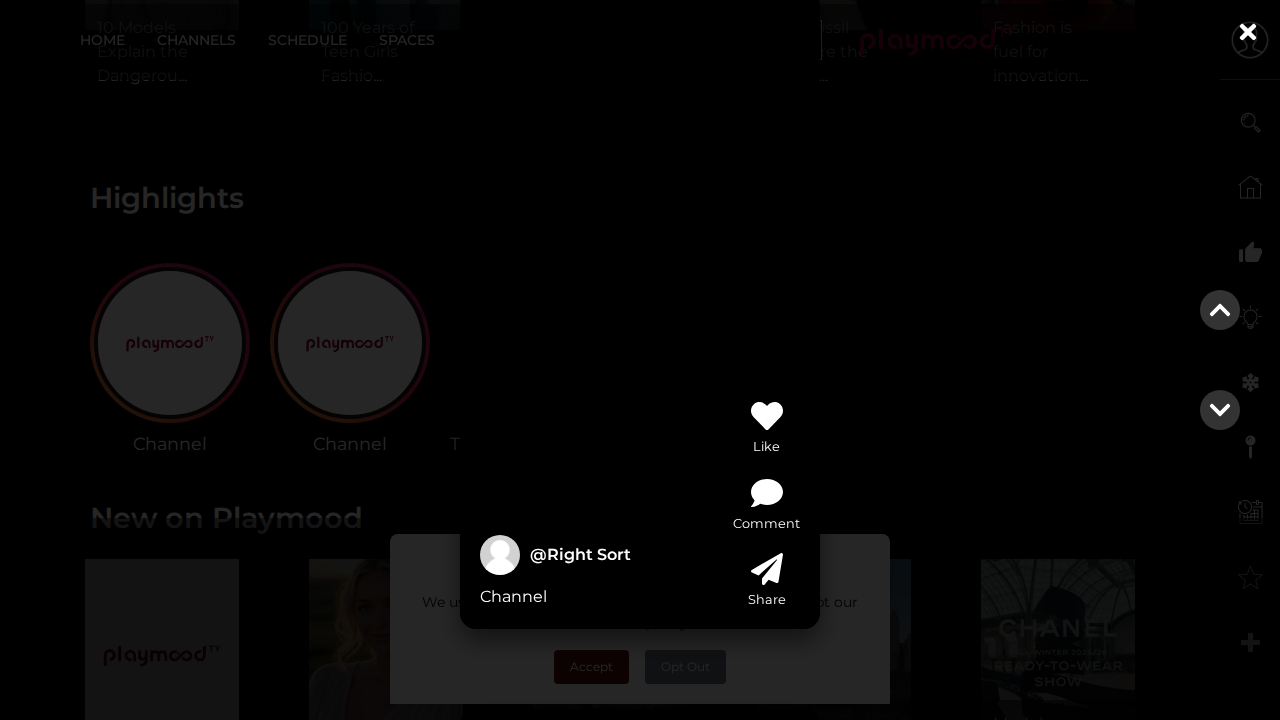 10 Models
Explain the
Dangerou...
100 Years of
Teen Girls
Fashio...
ssil
re the
...
Fashion is
fuel for
innovation...
HOME
CHANNELS
SCHEDULE
SPACES
playmood
Highlights
playmood TV
playmood TV
Channel
Channel
T
Like
Comment
Share
@Right Sort
Channel
New on Playmood
We us
pt our
Accept
Opt Out
playmood TV
CHANEL
READY-TO-WEAR
SHOW